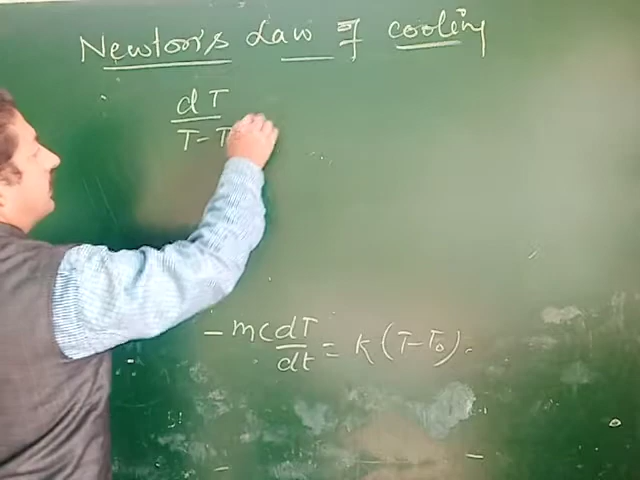 Newton's Law of cooling
dT
T-T
-mc dT/dt = K(T-T₀).